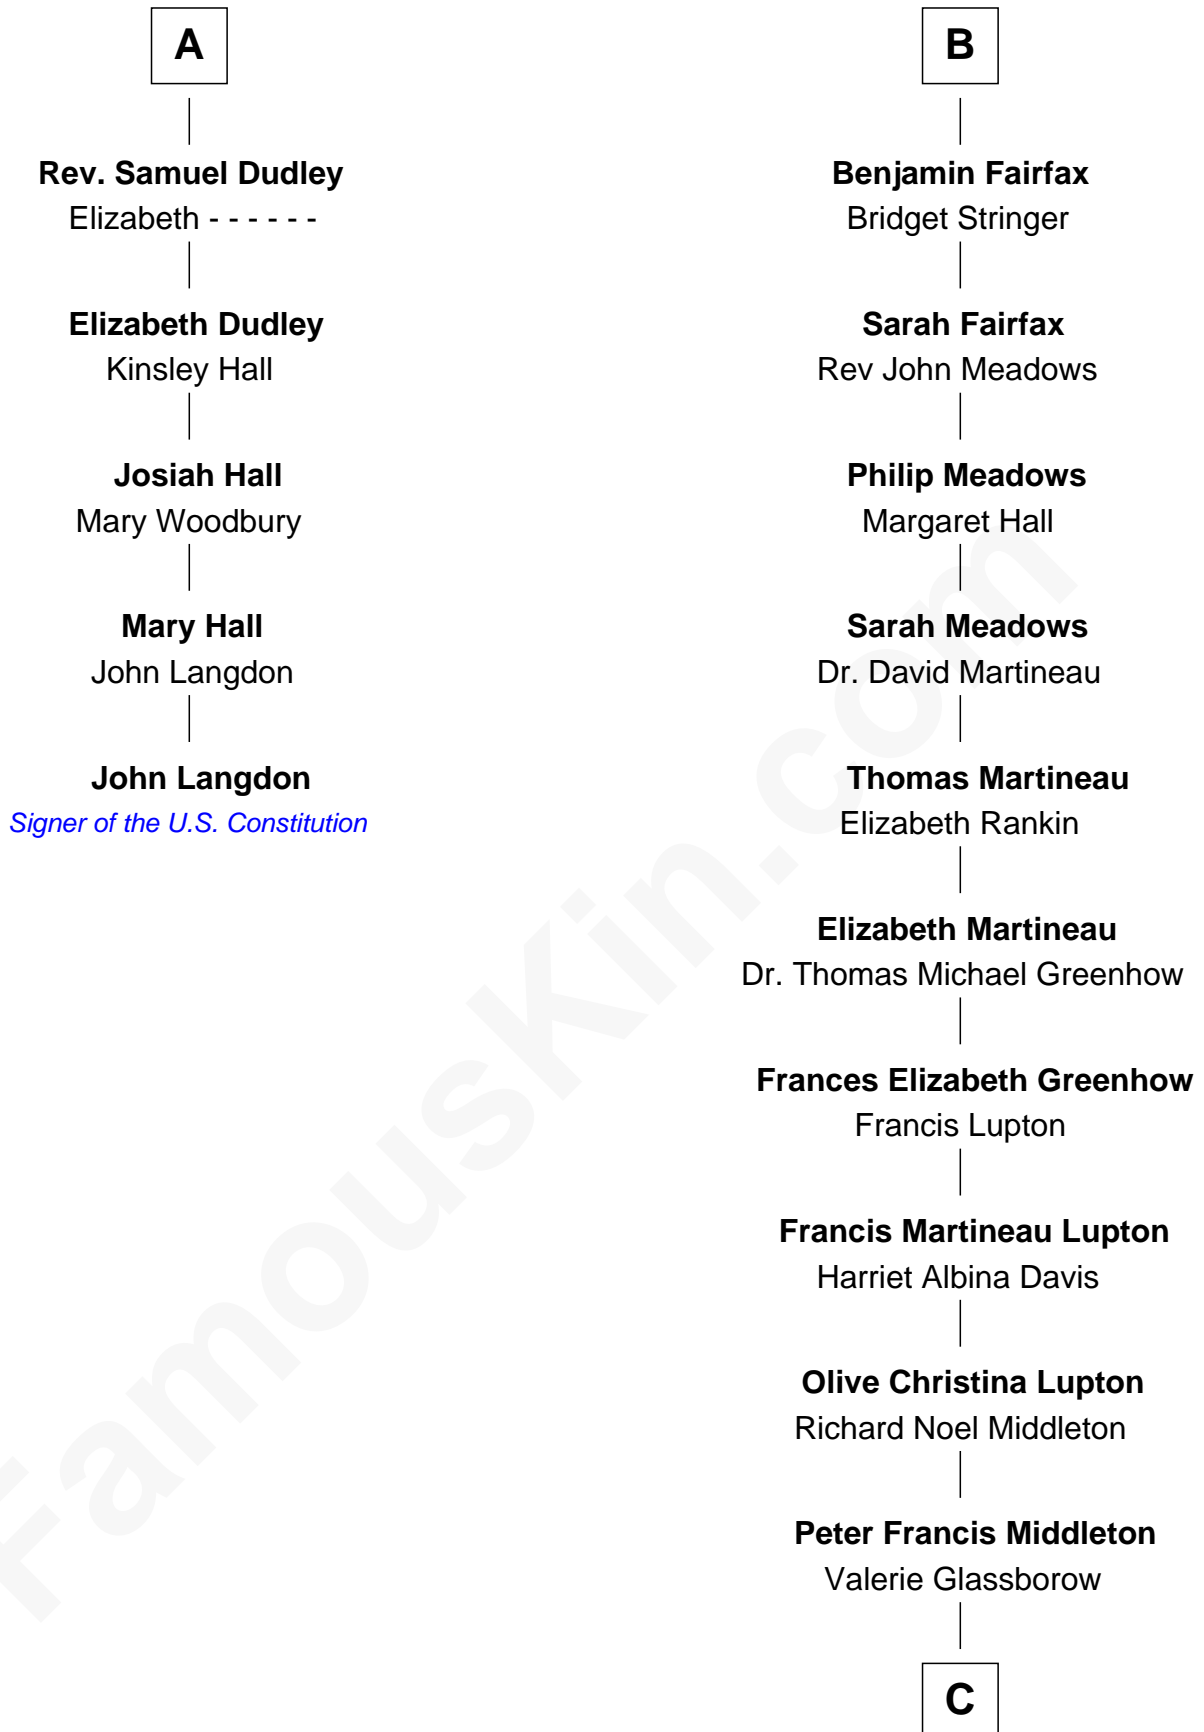 A
Rev. Samuel Dudley
Elizabeth - - - - - -
Elizabeth Dudley
Kinsley Hall
Josiah Hall
Mary Woodbury
Mary Hall
John Langdon
John Langdon
Signer of the U.S. Constitution
B
Benjamin Fairfax
Bridget Stringer
Sarah Fairfax
Rev John Meadows
Philip Meadows
Margaret Hall
Sarah Meadows
Dr. David Martineau
Thomas Martineau
Elizabeth Rankin
Elizabeth Martineau
Dr. Thomas Michael Greenhow
Frances Elizabeth Greenhow
Francis Lupton
Francis Martineau Lupton
Harriet Albina Davis
Olive Christina Lupton
Richard Noel Middleton
Peter Francis Middleton
Valerie Glassborow
C
FamousKin.com